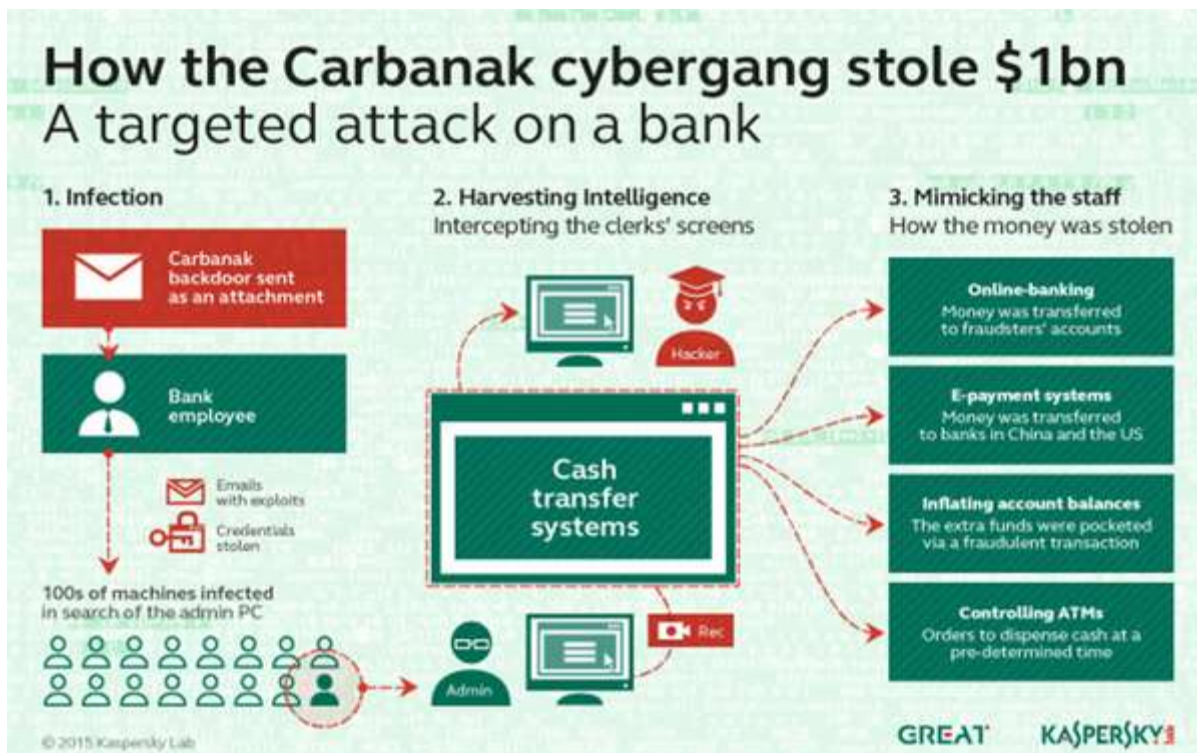 How the Carbanak cybergang stole $1bn
A targeted attack on a bank
1. Infection
Carbanak
backdoor sent
as an attachment
Bank
employee
Emails
with exploits
Credentials
stolen
100s of machines infected
in search of the admin PC
2. Harvesting Intelligence
Intercepting the clerks' screens
Hacker
Cash
transfer
systems
Rec
Admin
3. Mimicking the staff
How the money was stolen
Online-banking
Money was transferred
to fraudsters' accounts
E-payment systems
Money was transferred
to banks in China and the US
Inflating account balances
The extra funds were pocketed
via a fraudulent transaction
Controlling ATMs
Orders to dispense cash at a
pre-determined time
© 2015 Kaspersky Lab
GREAT
KASPERSKY lab